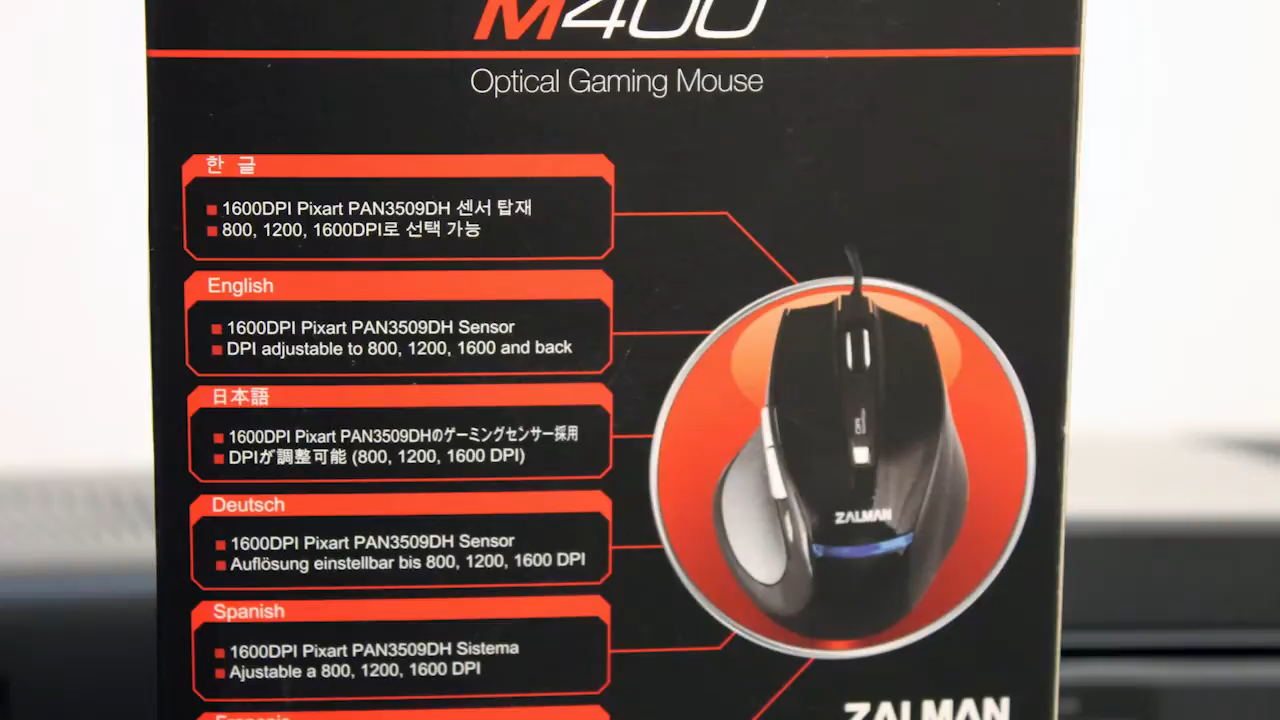 M400
Optical Gaming Mouse
한 글
1600DPI Pixart PAN3509DH 센서 탑재
800, 1200, 1600DPI로 선택 가능
English
1600DPI Pixart PAN3509DH Sensor
DPI adjustable to 800, 1200, 1600 and back
日本語
1600DPI Pixart PAN3509DHのゲーミングセンサー採用
DPIが調整可能 (800, 1200, 1600 DPI)
Deutsch
1600DPI Pixart PAN3509DH Sensor
Auflösung einstellbar bis 800, 1200, 1600 DPI
Spanish
1600DPI Pixart PAN3509DH Sistema
Ajustable a 800, 1200, 1600 DPI
Français
DPI
ZALMAN
ZALMAN